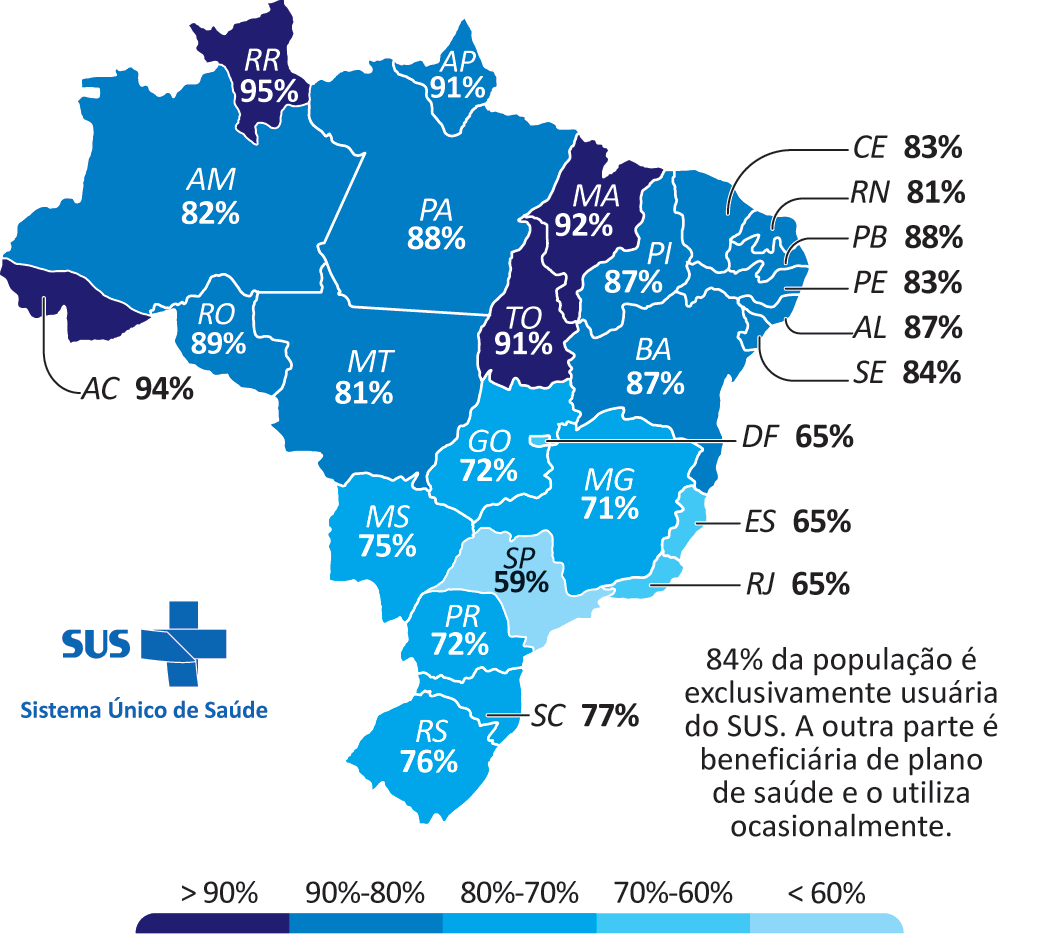 RR
95%
AP
91%
AM
82%
PA
88%
MA
92%
CE 83%
RN 81%
PB 88%
PE 83%
AL 87%
SE 84%
PI
87%
TO
91%
RO
89%
AC 94%
MT
81%
BA
87%
DF 65%
GO
72%
MG
71%
ES 65%
MS
75%
SP
59%
RJ 65%
PR
72%
SC 77%
RS
76%
SUS
Sistema Único de Saúde
84% da população é
exclusivamente usuária
do SUS. A outra parte é
beneficiária de plano
de saúde e o utiliza
ocasionalmente.
> 90% 90%-80% 80%-70% 70%-60% < 60%